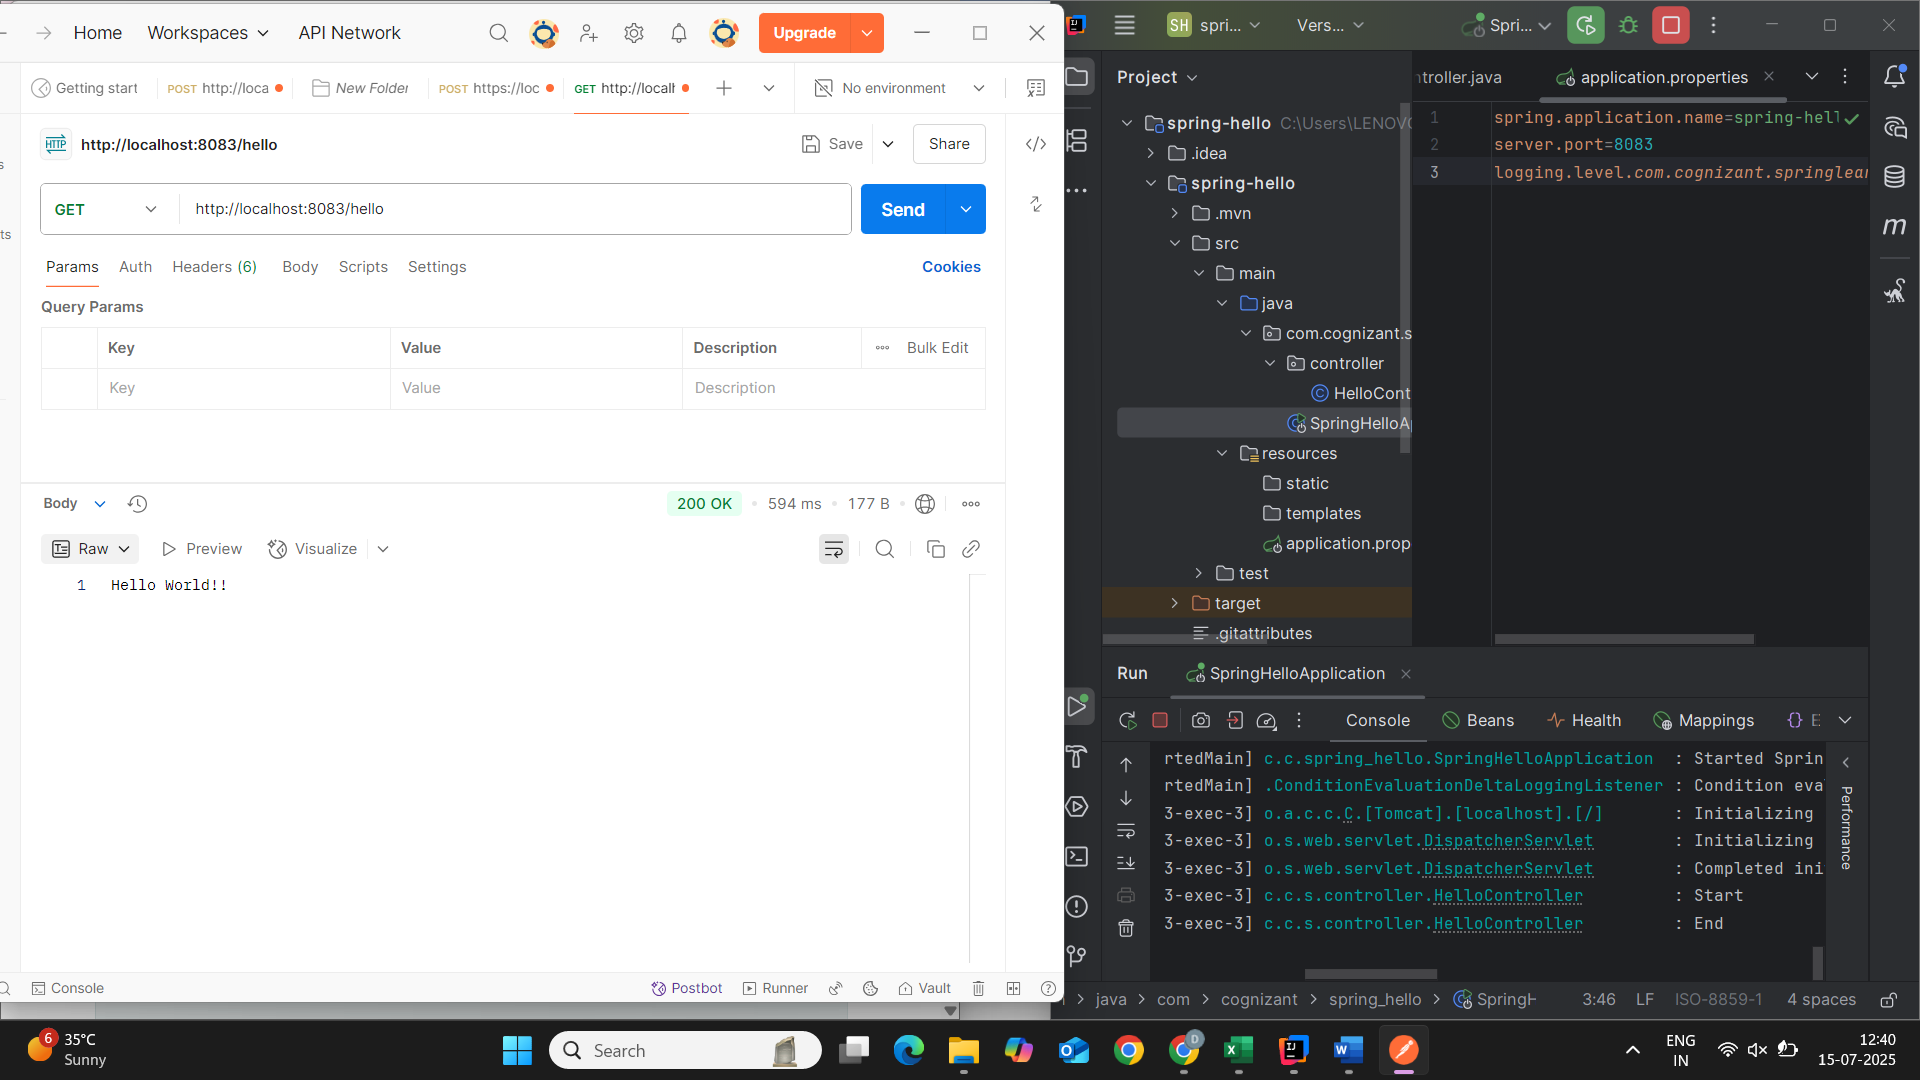 Home Workspaces API Network Upgrade
Getting start POST http://loca New Folder POST https://loc GET http://localh No environment
HTTP http://localhost:8083/hello Save Share
GET http://localhost:8083/hello Send
Params Auth Headers (6) Body Scripts Settings Cookies
Query Params
Key Value Description Bulk Edit
Key Value Description
Body 200 OK 594 ms 177 B
Raw Preview Visualize
1 Hello World!!
Console Postbot Runner Vault
SH spri... Vers... Spri...
Project
spring-hello C:\Users\LENOVO
.idea
spring-hello
.mvn
src
main
java
com.cognizant.s
controller
HelloCont
SpringHelloAp
resources
static
templates
application.prop
test
target
.gitattributes
ntroller.java application.properties
1 spring.application.name=spring-hell
2 server.port=8083
3 logging.level.com.cognizant.springlear
Run SpringHelloApplication
Console Beans Health Mappings E
rtedMain] c.c.spring_hello.SpringHelloApplication : Started Sprin
rtedMain] .ConditionEvaluationDeltaLoggingListener : Condition eva
3-exec-3] o.a.c.c.C.[Tomcat].[localhost].[/] : Initializing
3-exec-3] o.s.web.servlet.DispatcherServlet : Initializing
3-exec-3] o.s.web.servlet.DispatcherServlet : Completed ini
3-exec-3] c.c.s.controller.HelloController : Start
3-exec-3] c.c.s.controller.HelloController : End
Performance
java com cognizant spring_hello SpringH 3:46 LF ISO-8859-1 4 spaces
6 35°C
Sunny
Search
ENG
IN
12:40
15-07-2025